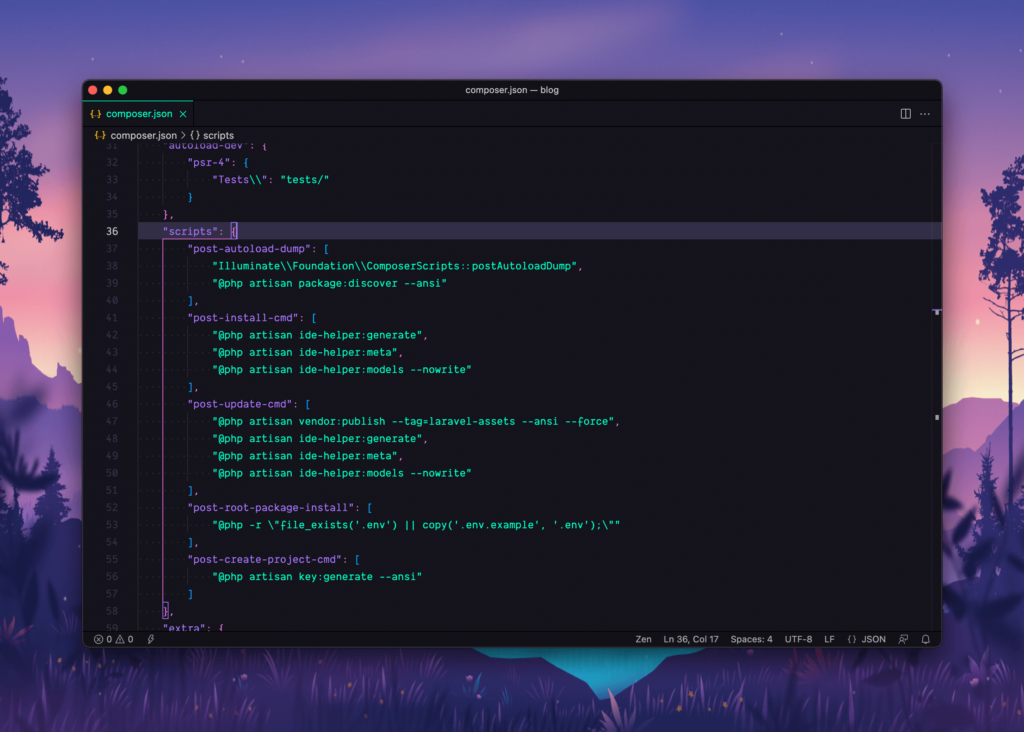 composer.json — blog
{..} composer.json ×
{..} composer.json > {} scripts
31 "autoload-dev": {
32 "psr-4": {
33 "Tests\\": "tests/"
34 }
35 },
36 "scripts": {
37 "post-autoload-dump": [
38 "Illuminate\\Foundation\\ComposerScripts::postAutoloadDump",
39 "@php artisan package:discover --ansi"
40 ],
41 "post-install-cmd": [
42 "@php artisan ide-helper:generate",
43 "@php artisan ide-helper:meta",
44 "@php artisan ide-helper:models --nowrite"
45 ],
46 "post-update-cmd": [
47 "@php artisan vendor:publish --tag=laravel-assets --ansi --force",
48 "@php artisan ide-helper:generate",
49 "@php artisan ide-helper:meta",
50 "@php artisan ide-helper:models --nowrite"
51 ],
52 "post-root-package-install": [
53 "@php -r \"file_exists('.env') || copy('.env.example', '.env');\""
54 ],
55 "post-create-project-cmd": [
56 "@php artisan key:generate --ansi"
57 ]
58 },
59 "extra": {
0 0 Zen Ln 36, Col 17 Spaces: 4 UTF-8 LF {} JSON